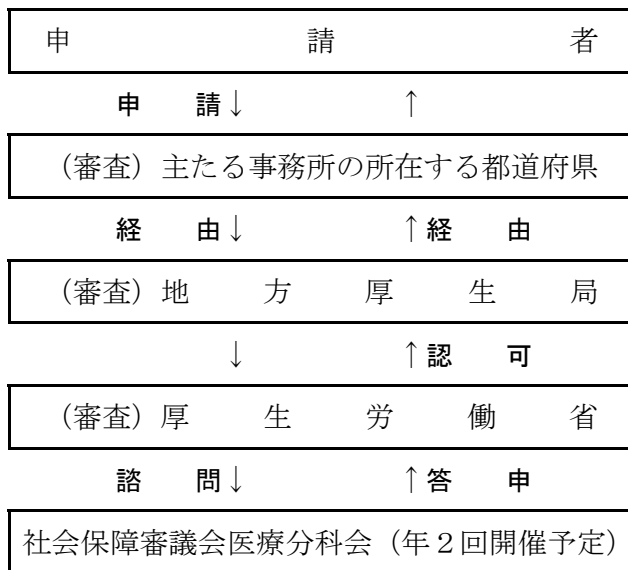 申請者
申請↓ ↑
（審査）主たる事務所の所在する都道府県
経由↓ ↑経由
（審査）地方厚生局
↓ ↑認可
（審査）厚生労働省
諮問↓ ↑答申
社会保障審議会医療分科会（年２回開催予定）